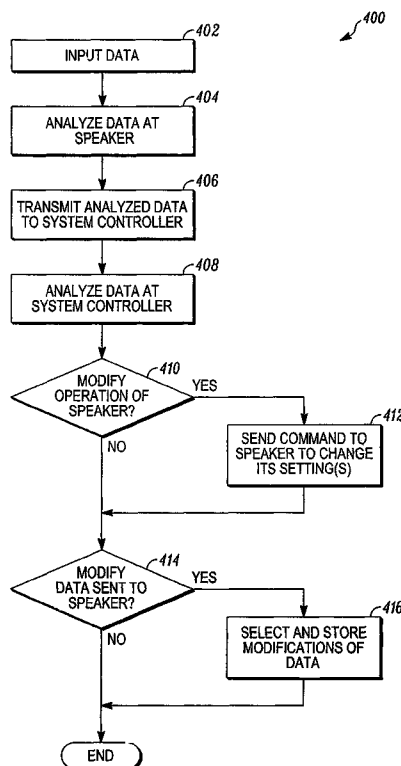 402
400
INPUT DATA
404
ANALYZE DATA AT
SPEAKER
406
TRANSMIT ANALYZED DATA
TO SYSTEM CONTROLLER
408
ANALYZE DATA AT
SYSTEM CONTROLLER
410
MODIFY
OPERATION OF
SPEAKER?
YES
NO
412
SEND COMMAND TO
SPEAKER TO CHANGE
ITS SETTING(S)
414
MODIFY
DATA SENT TO
SPEAKER?
YES
NO
416
SELECT AND STORE
MODIFICATIONS OF
DATA
END